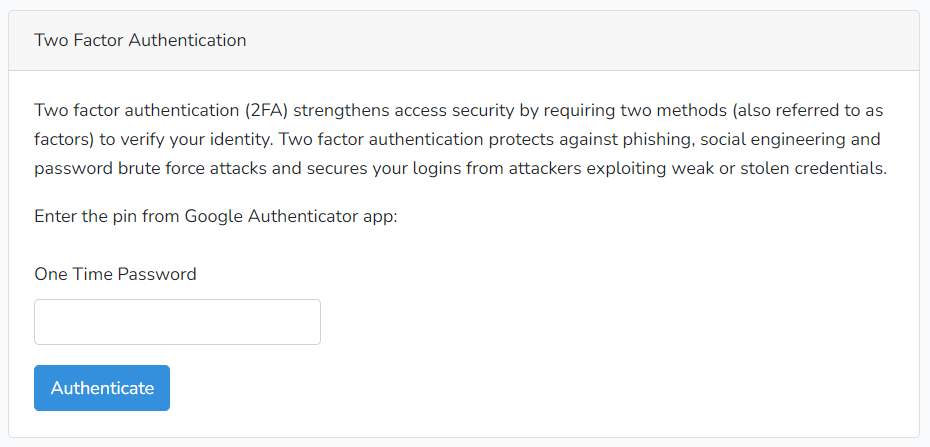 Two Factor Authentication
Two factor authentication (2FA) strengthens access security by requiring two methods (also referred to as
factors) to verify your identity. Two factor authentication protects against phishing, social engineering and
password brute force attacks and secures your logins from attackers exploiting weak or stolen credentials.
Enter the pin from Google Authenticator app:
One Time Password
Authenticate